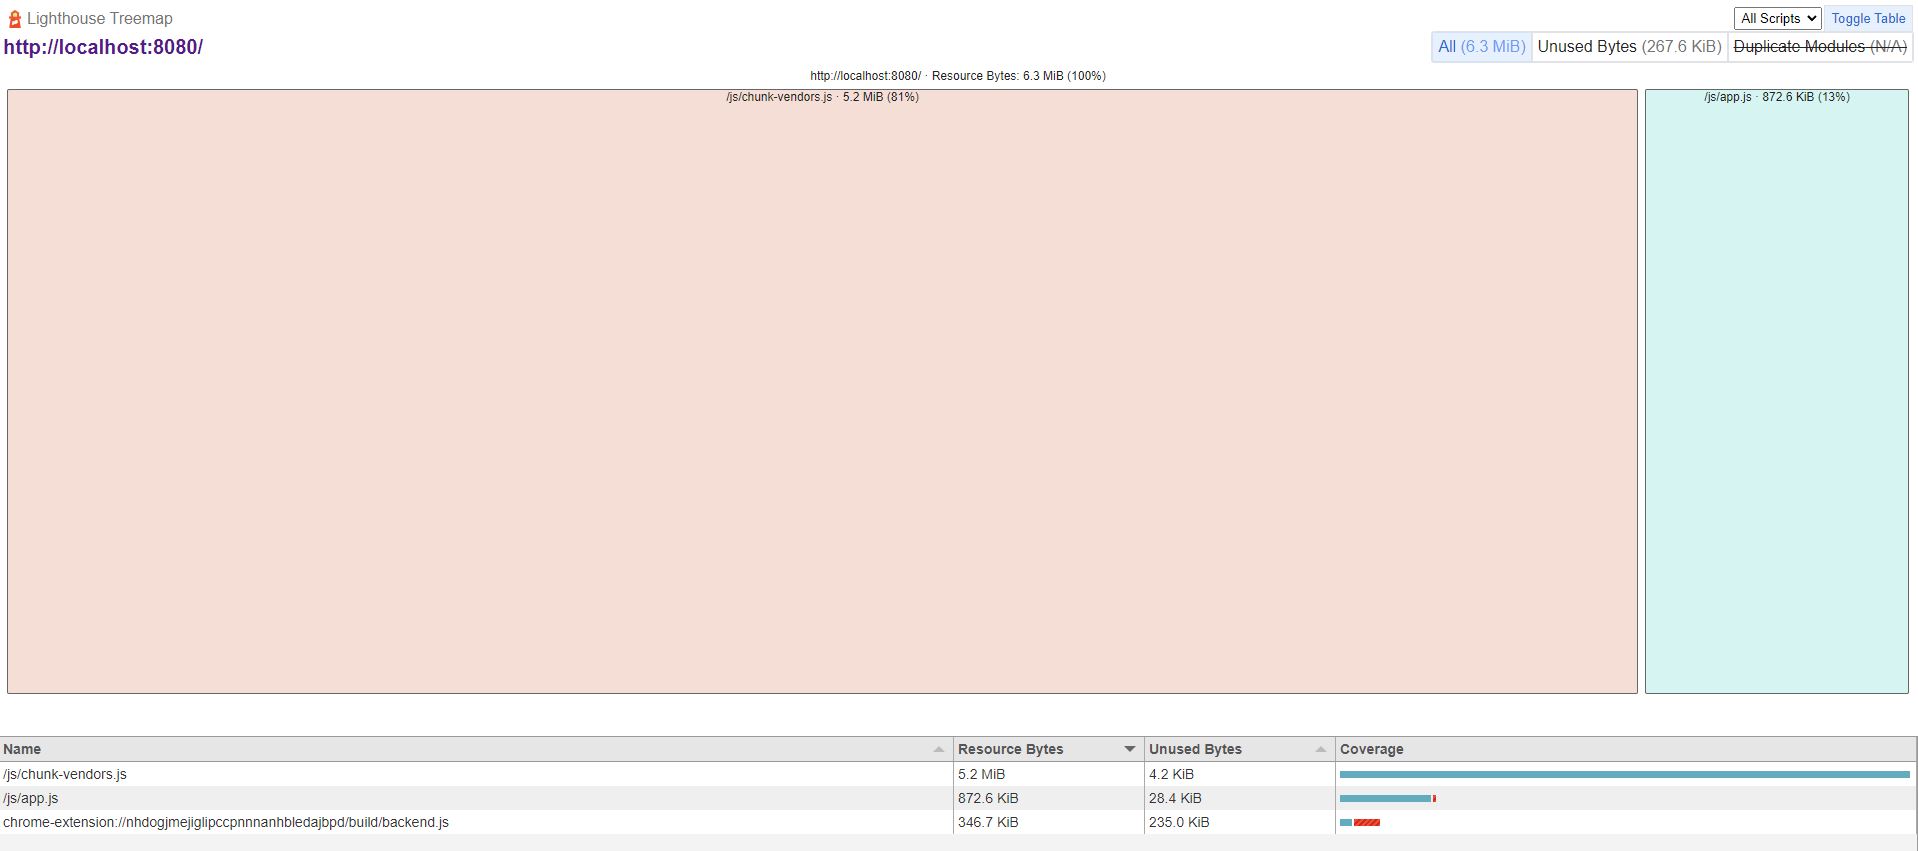 Lighthouse Treemap
All Scripts
Toggle Table
http://localhost:8080/
All (6.3 MiB)
Unused Bytes (267.6 KiB)
Duplicate Modules (N/A)
http://localhost:8080/ · Resource Bytes: 6.3 MiB (100%)
/js/chunk-vendors.js · 5.2 MiB (81%)
/js/app.js · 872.6 KiB (13%)
Name Resource Bytes Unused Bytes Coverage
/js/chunk-vendors.js 5.2 MiB 4.2 KiB
/js/app.js 872.6 KiB 28.4 KiB
chrome-extension://nhdogjmejiglipccpnnnanhbledajbpd/build/backend.js 346.7 KiB 235.0 KiB